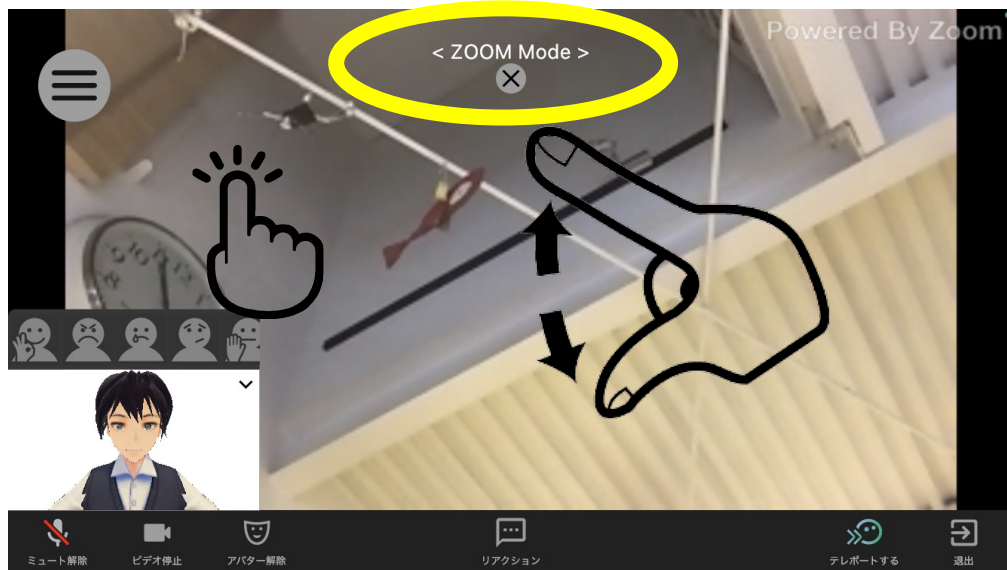 Powered By Zoom
< ZOOM Mode >
ミュート解除
ビデオ停止
アバター解除
リアクション
テレポートする
退出